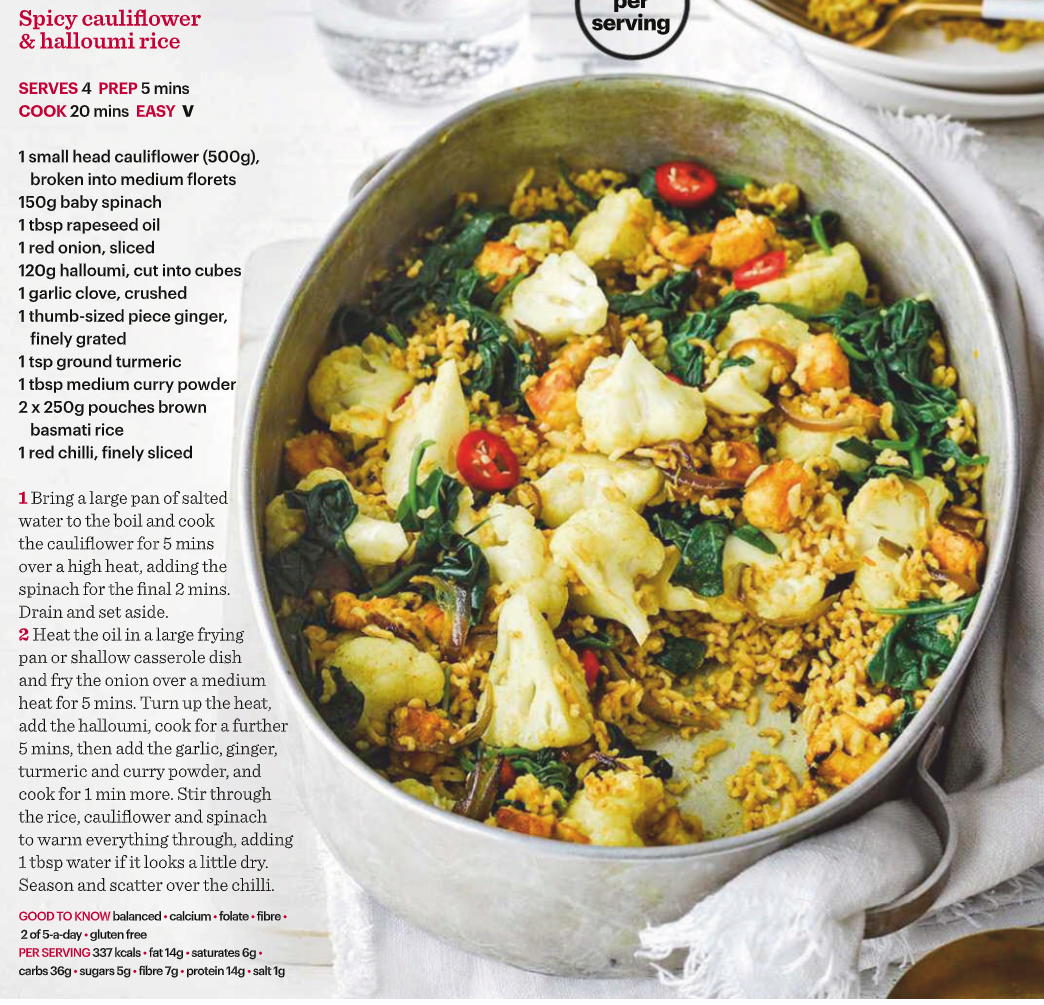 Spicy cauliflower
& halloumi rice
per
serving
SERVES 4 PREP 5 mins
COOK 20 mins EASY V
1 small head cauliflower (500g),
broken into medium florets
150g baby spinach
1 tbsp rapeseed oil
1 red onion, sliced
120g halloumi, cut into cubes
1 garlic clove, crushed
1 thumb-sized piece ginger,
finely grated
1 tsp ground turmeric
1 tbsp medium curry powder
2 x 250g pouches brown
basmati rice
1 red chilli, finely sliced
1 Bring a large pan of salted
water to the boil and cook
the cauliflower for 5 mins
over a high heat, adding the
spinach for the final 2 mins.
Drain and set aside.
2 Heat the oil in a large frying
pan or shallow casserole dish
and fry the onion over a medium
heat for 5 mins. Turn up the heat,
add the halloumi, cook for a further
5 mins, then add the garlic, ginger,
turmeric and curry powder, and
cook for 1 min more. Stir through
the rice, cauliflower and spinach
to warm everything through, adding
1 tbsp water if it looks a little dry.
Season and scatter over the chilli.
GOOD TO KNOW balanced • calcium • folate • fibre •
2 of 5-a-day • gluten free
PER SERVING 337 kcals • fat 14g • saturates 6g •
carbs 36g • sugars 5g • fibre 7g • protein 14g • salt 1g